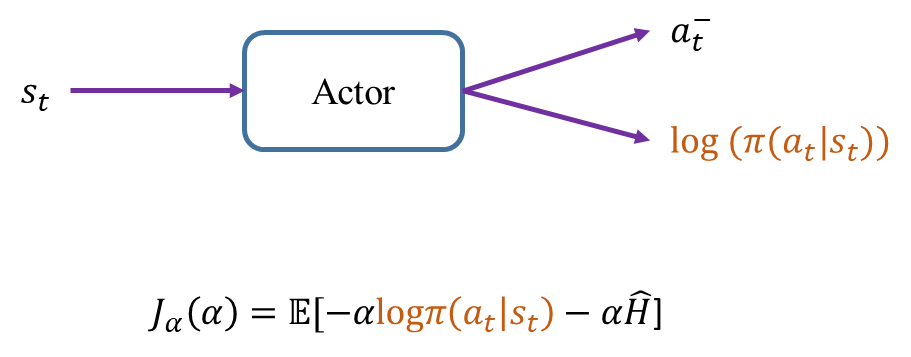 s_t
Actor
a_t^-
log (π(a_t|s_t))
J_α(α) = 𝔼[−αlogπ(a_t|s_t) − αĤ]